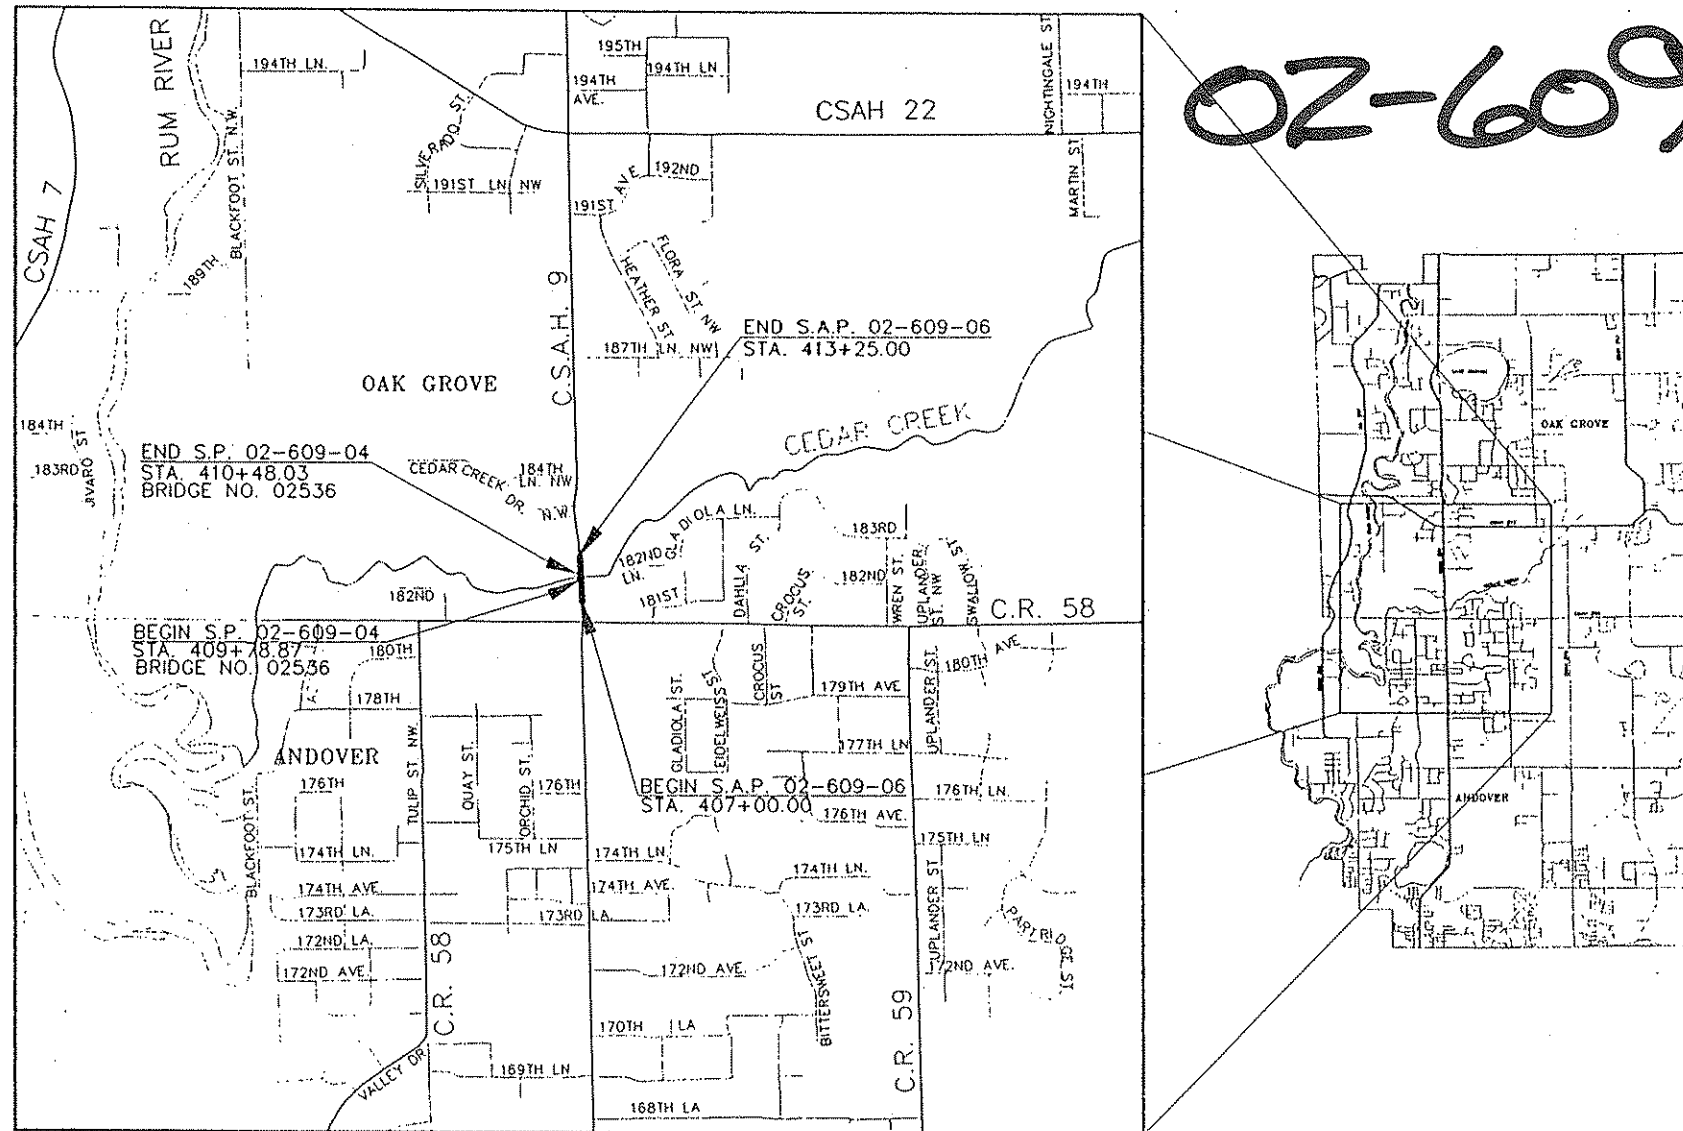 02-609
RUM RIVER
194TH LN.
BLACKFOOT ST. N.W.
CSAH 7
189TH
SILVERADO ST.
191ST LN NW
195TH
194TH
AVE.
194TH LN
CSAH 22
NIGHTINGALE ST
194TH
MARTIN ST
192ND
191ST AVE
FLORA ST. NW
HEATHER ST
187TH LN. NW
C.S.A.H. 9
END S.A.P. 02-609-06
STA. 413+25.00
OAK GROVE
CEDAR CREEK
184TH
183RD
JIVARO ST
END S.P. 02-609-04
STA. 410+48.03
BRIDGE NO. 02536
CEDAR CREEK DR. N.W.
184TH
LN. NW
GLADIOLA LN.
182ND
LN.
181ST
DAHLIA ST.
CROCUS
ST.
183RD
182ND
WREN ST.
UPLANDER
ST. NW
SWALLOW ST
C.R. 58
182ND
BEGIN S.P. 02-609-04
STA. 409+78.87
BRIDGE NO. 02536
180TH
178TH
ANDOVER
176TH
TULIP ST. NW.
QUAY ST.
ORCHID ST.
176TH
175TH LN
BLACKFOOT ST.
174TH LN.
174TH AVE.
173RD LA.
172ND LA.
172ND AVE.
C.R. 58
VALLEY DR
169TH LN
GLADIOLA ST.
EIDELWEISS ST
CROCUS
ST
179TH AVE
177TH LN
UPLANDER ST.
180TH AVE
BEGIN S.A.P. 02-609-06
STA. 407+00.00
176TH AVE.
176TH LN.
175TH LN
174TH LN
174TH AVE.
173RD LA.
174TH LN.
173RD LA.
UPLANDER ST
PARTRIDGE ST
172ND AVE.
172ND AVE.
BITTERSWEET ST
170TH LA
168TH LA
C.R. 59
OAK GROVE
ANDOVER